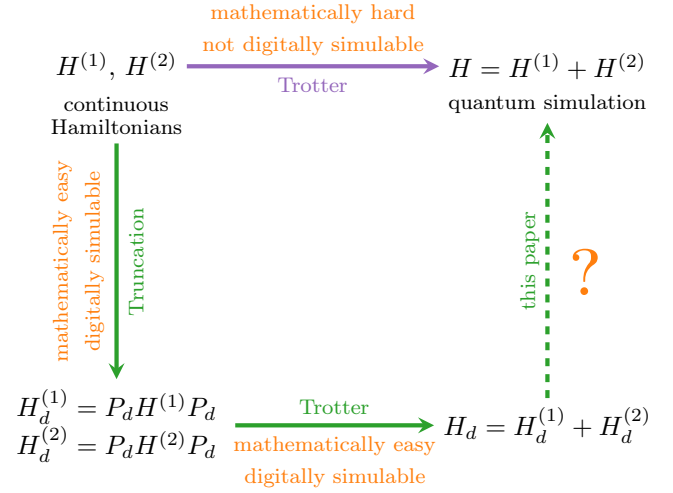 mathematically hard
not digitally simulable
H^{(1)}, H^{(2)}
Trotter
H = H^{(1)} + H^{(2)}
continuous
Hamiltonians
quantum simulation
mathematically easy
digitally simulable
Truncation
this paper
?
H_d^{(1)} = P_d H^{(1)} P_d
H_d^{(2)} = P_d H^{(2)} P_d
Trotter
mathematically easy
digitally simulable
H_d = H_d^{(1)} + H_d^{(2)}